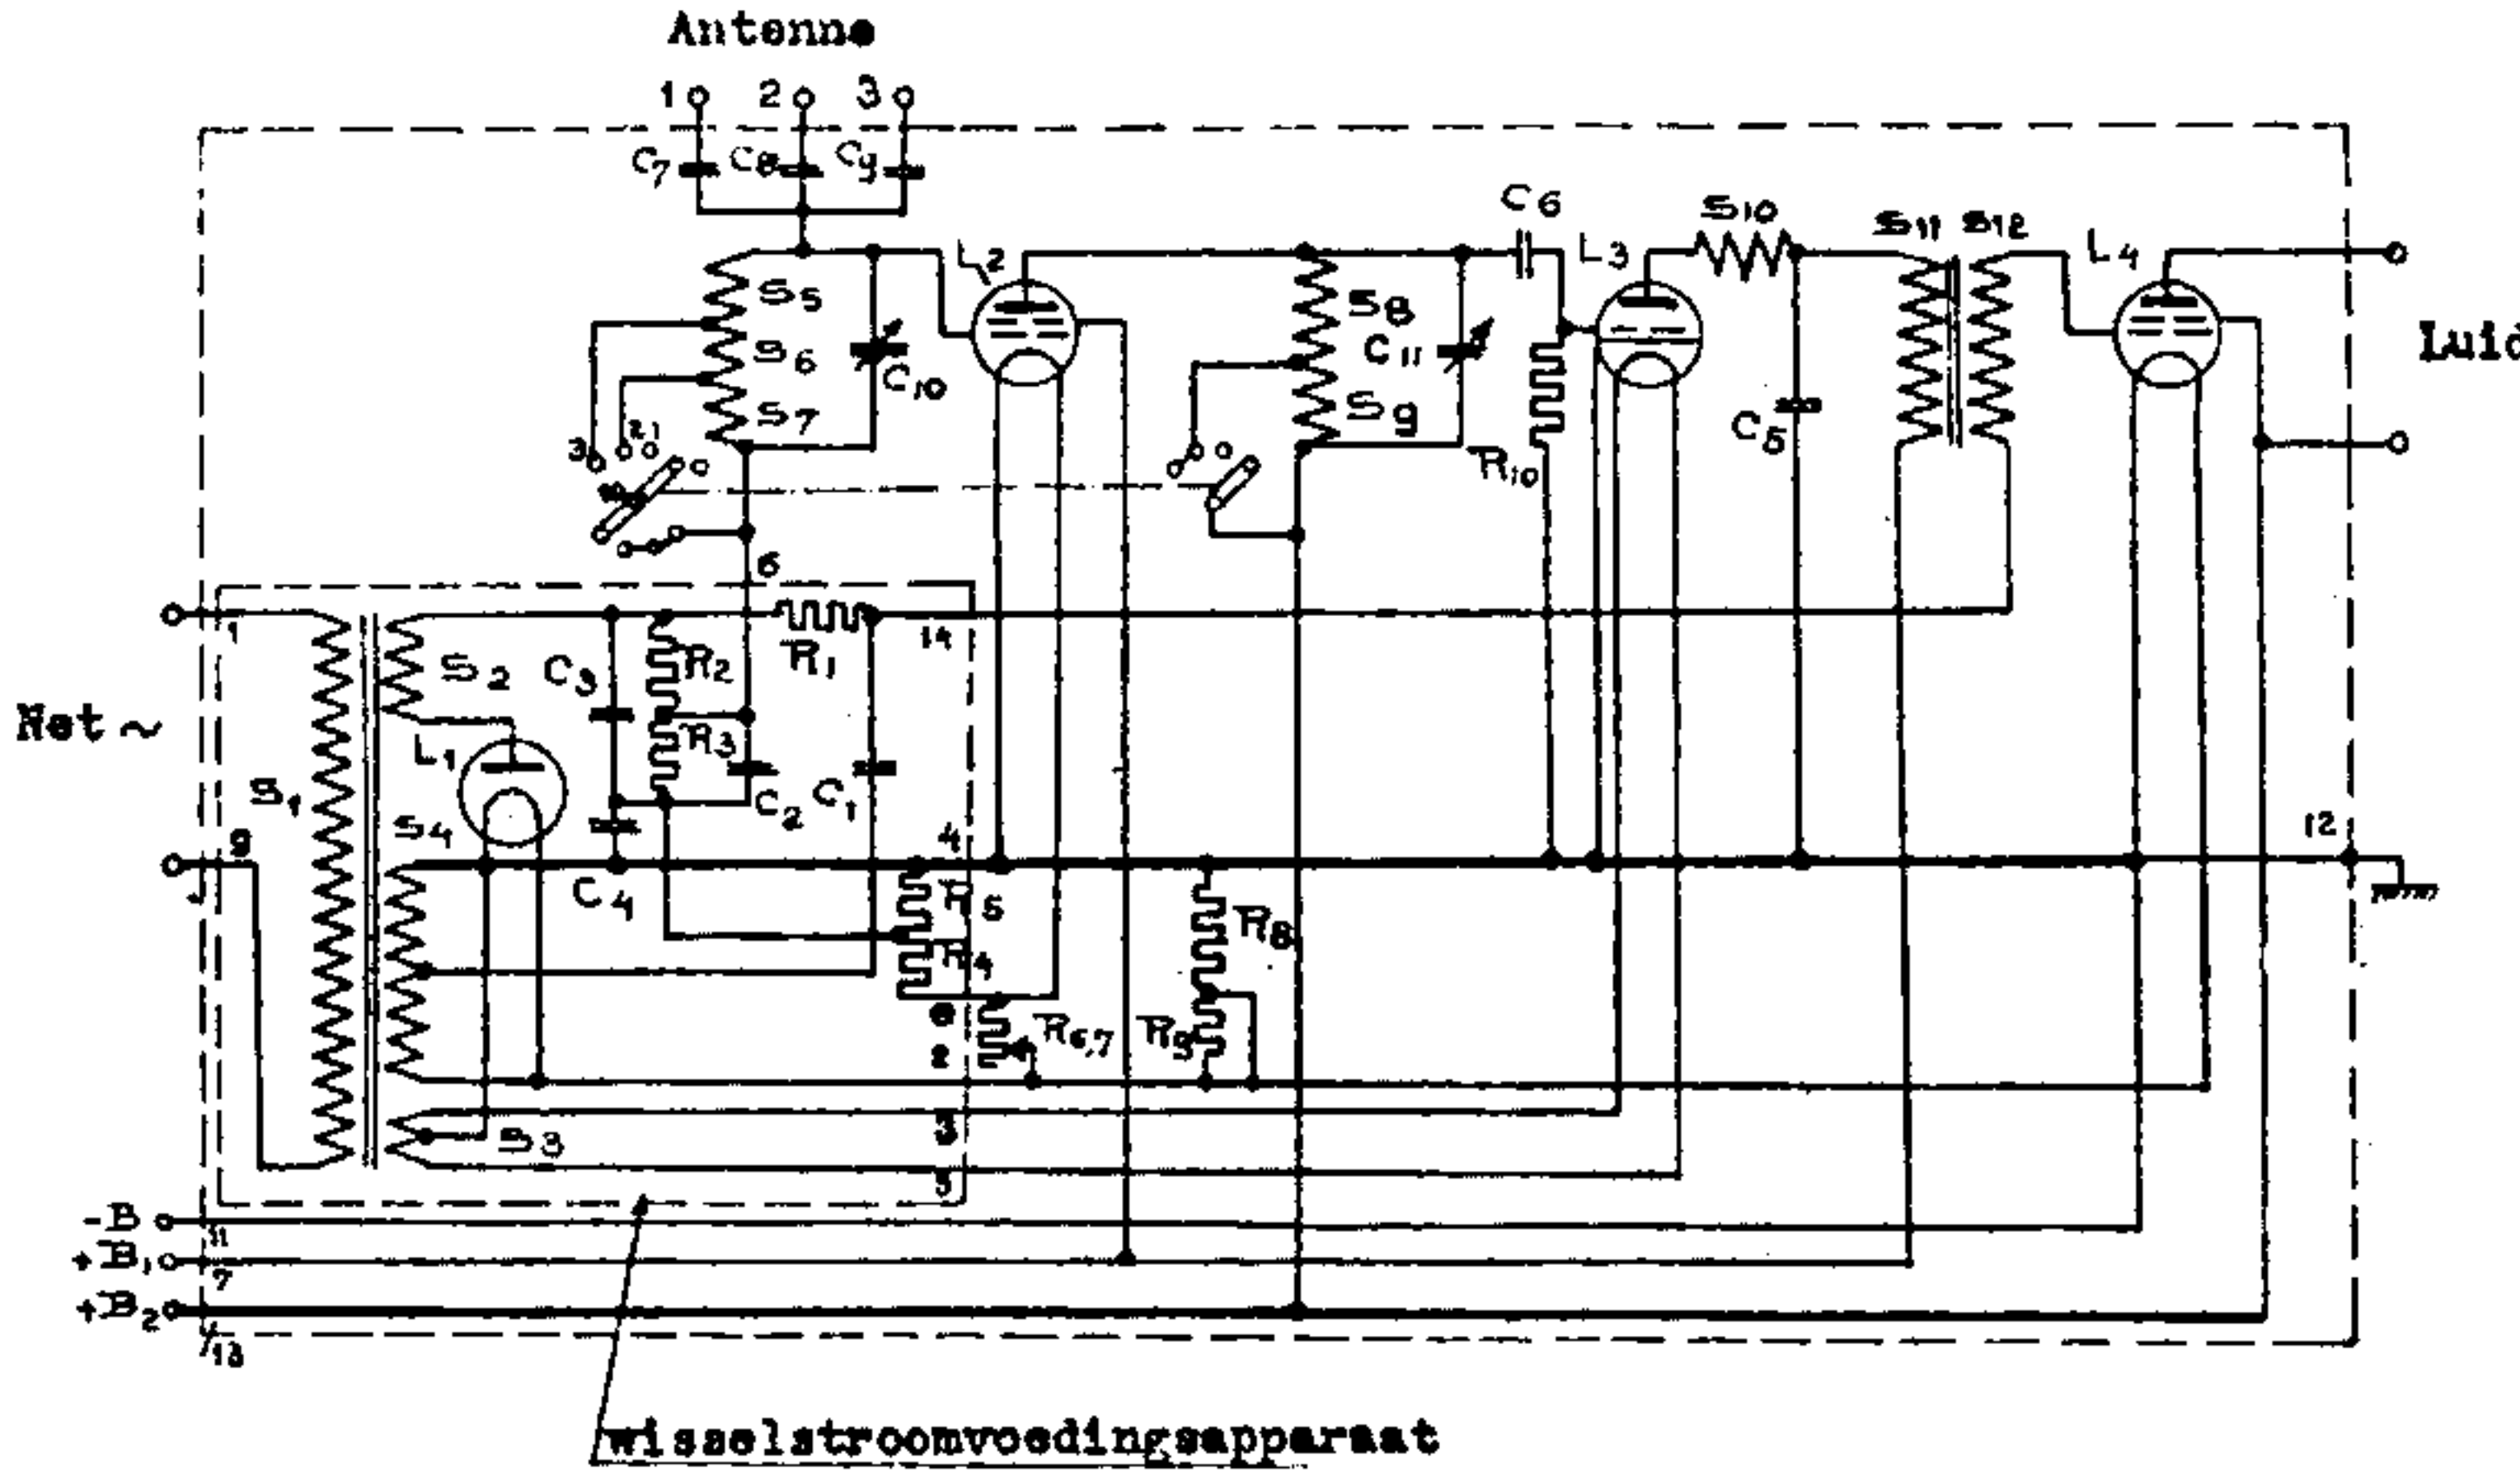 Antenne
1 2 3
C7 C8 C9
C6
L2
L3
S10
S11 S12
L4
S5
S6
S7
C10
S8
C11
S9
R10
C5
3 2 1
6
1
14
S2
C3
R2
R1
R3
Net ~
L1
S1
C2
C1
S4
9
4
12
C4
R5
R4
R8
R6,7
R9
2
3
S3
5
-B
11
+B1
7
+B2
13
wisselstroomvoedingsapparaat